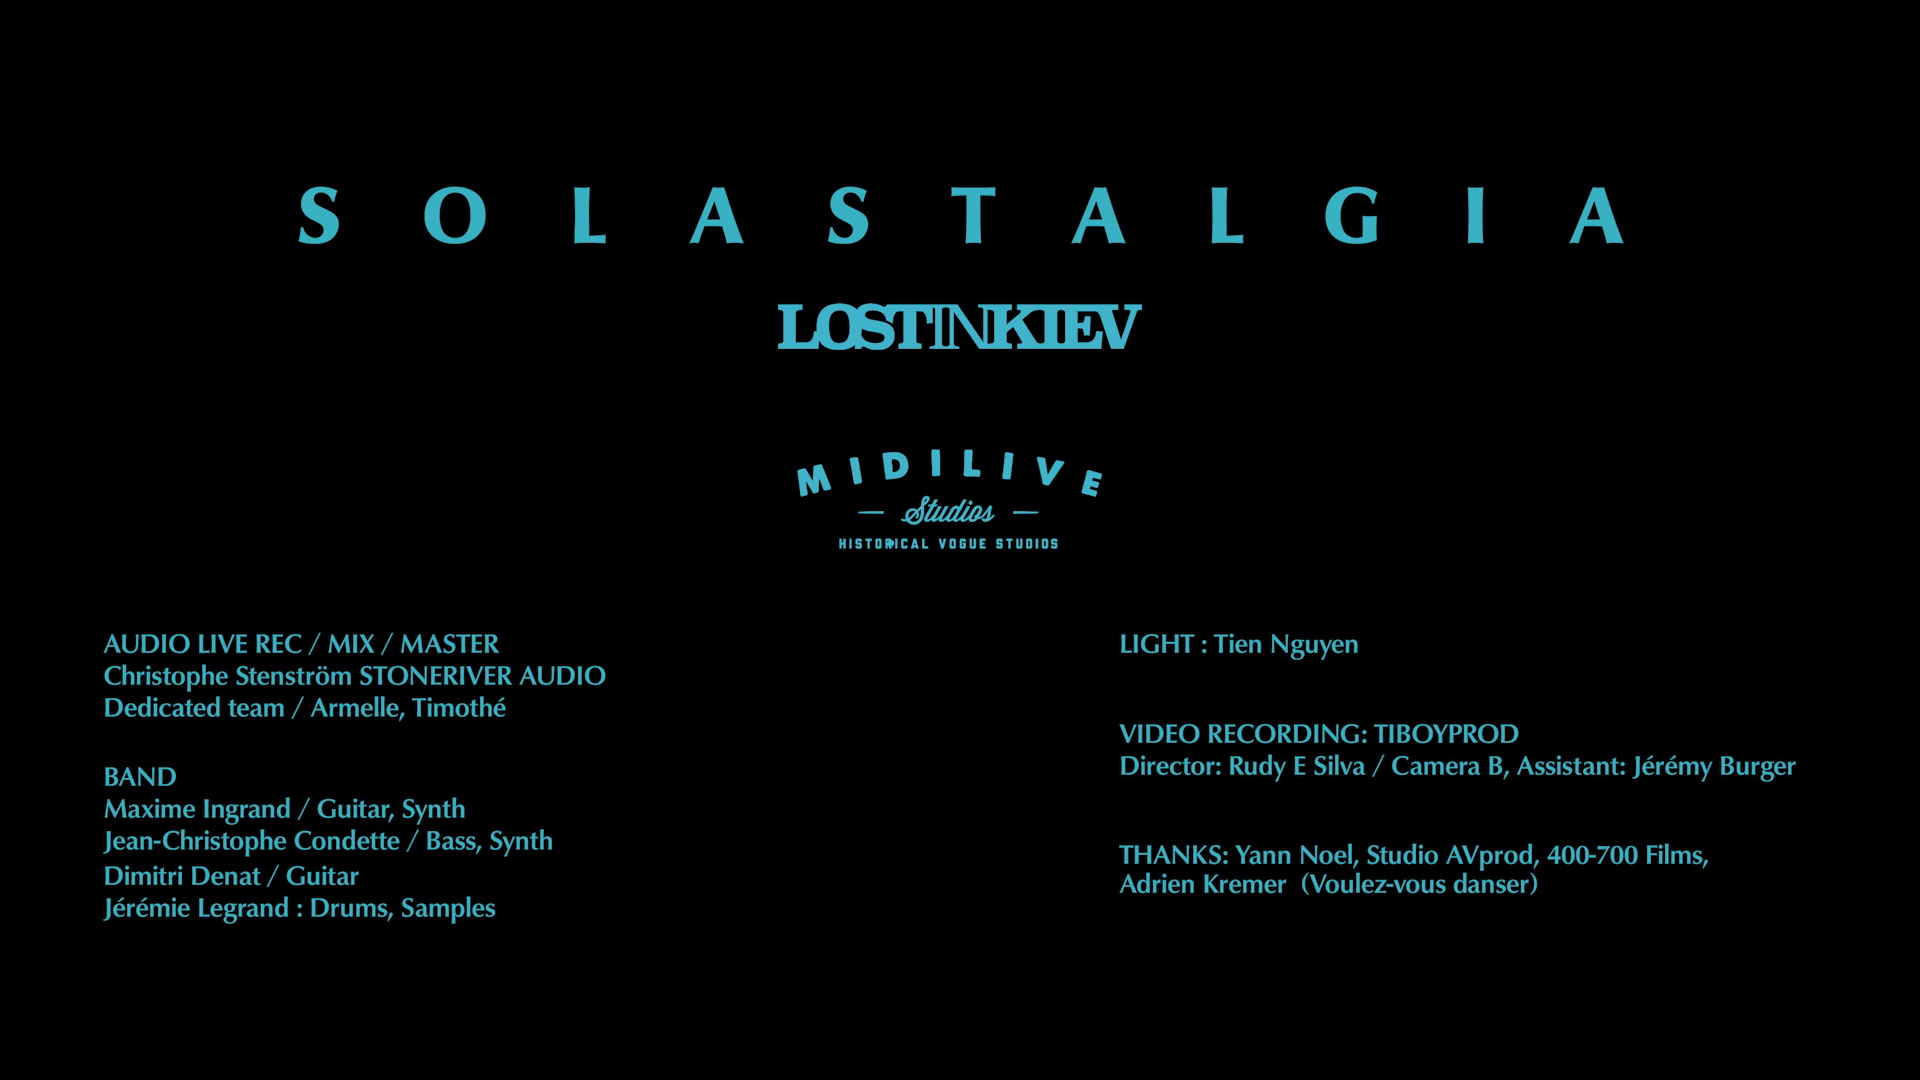 SOLASTALGIA
LOSTINKIEV
MIDILIVE
Studios
HISTORICAL VOGUE STUDIOS
AUDIO LIVE REC / MIX / MASTER
Christophe Stenström STONERIVER AUDIO
Dedicated team / Armelle, Timothé
BAND
Maxime Ingrand / Guitar, Synth
Jean-Christophe Condette / Bass, Synth
Dimitri Denat / Guitar
Jérémie Legrand : Drums, Samples
LIGHT : Tien Nguyen
VIDEO RECORDING: TIBOYPROD
Director: Rudy E Silva / Camera B, Assistant: Jérémy Burger
THANKS: Yann Noel, Studio AVprod, 400-700 Films,
Adrien Kremer (Voulez-vous danser)